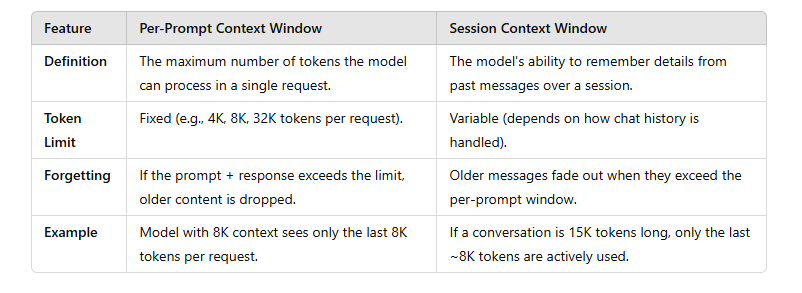 Feature Per-Prompt Context Window Session Context Window
Definition The maximum number of tokens the model The model's ability to remember details from
can process in a single request. past messages over a session.
Token Fixed (e.g., 4K, 8K, 32K tokens per request). Variable (depends on how chat history is
Limit handled).
Forgetting If the prompt + response exceeds the limit, Older messages fade out when they exceed the
older content is dropped. per-prompt window.
Example Model with 8K context sees only the last 8K If a conversation is 15K tokens long, only the last
tokens per request. ~8K tokens are actively used.